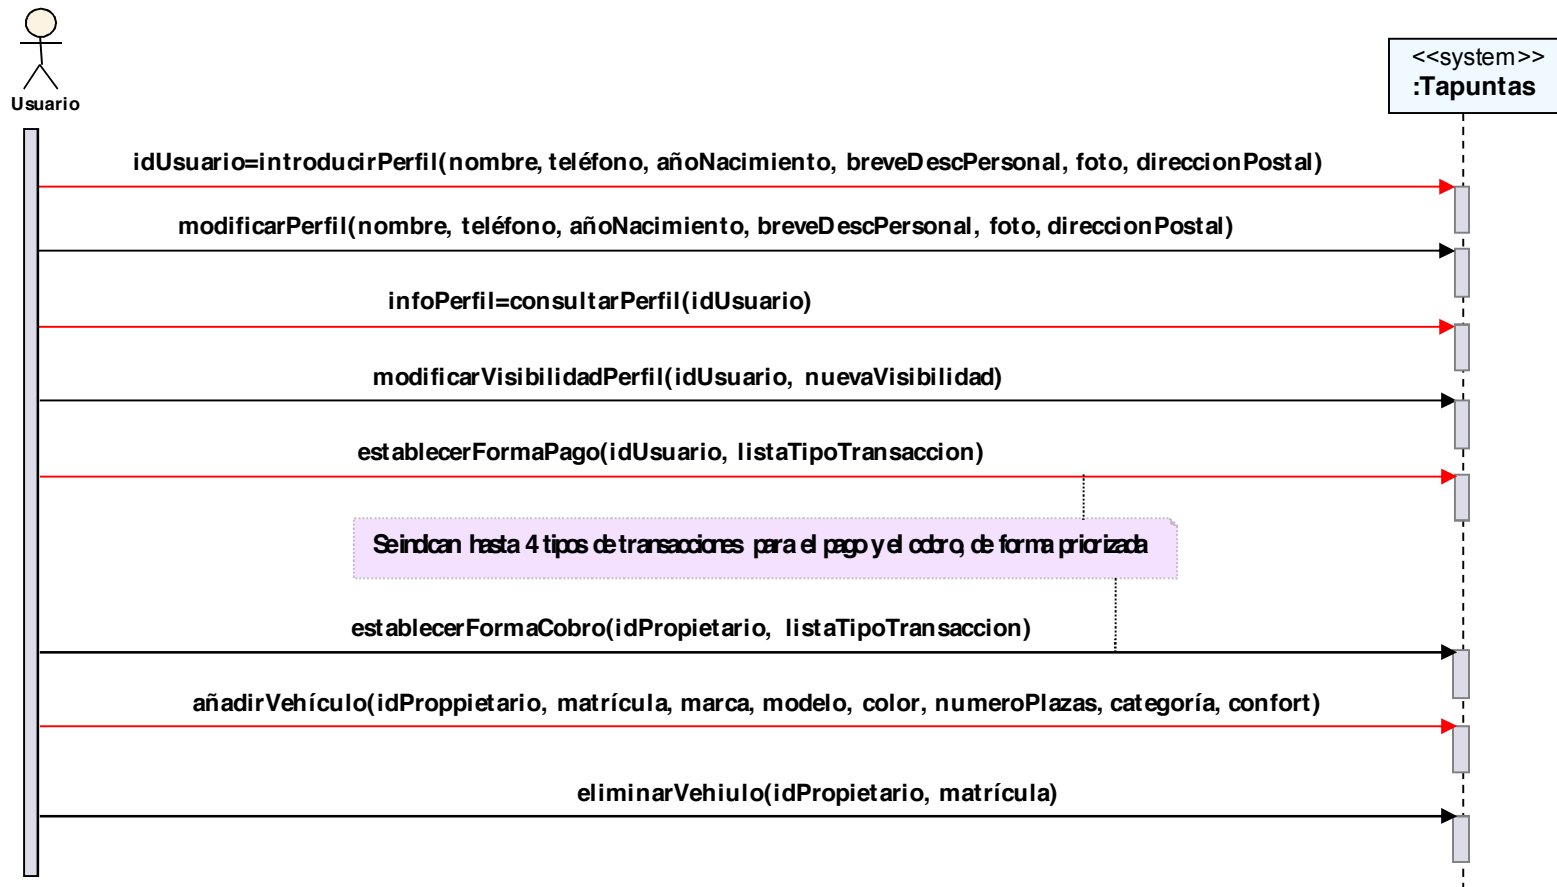 Usuario
<<system>>
:Tapuntas
idUsuario=introducirPerfil(nombre, teléfono, añoNacimiento, breveDescPersonal, foto, direccionPostal)
modificarPerfil(nombre, teléfono, añoNacimiento, breveDescPersonal, foto, direccionPostal)
infoPerfil=consultarPerfil(idUsuario)
modificarVisibilidadPerfil(idUsuario, nuevaVisibilidad)
establecerFormaPago(idUsuario, listaTipoTransaccion)
Se indican hasta 4 tipos de transacciones para el pago y el cobro, de forma priorizada
establecerFormaCobro(idPropietario, listaTipoTransaccion)
añadirVehículo(idProppietario, matrícula, marca, modelo, color, numeroPlazas, categoría, confort)
eliminarVehiulo(idPropietario, matrícula)